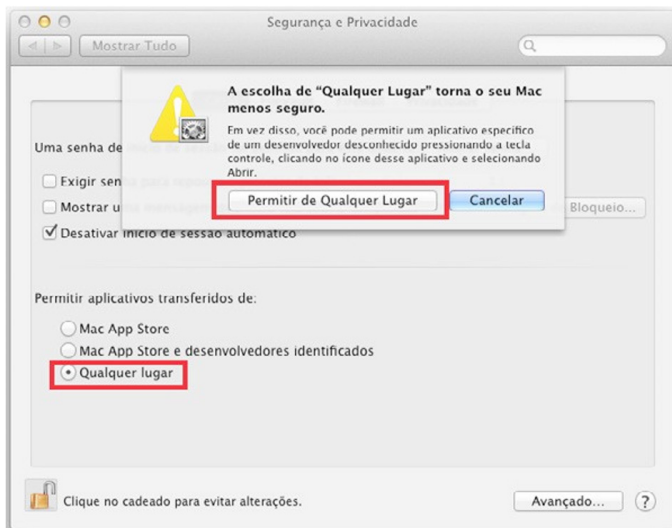 Segurança e Privacidade
Mostrar Tudo
A escolha de “Qualquer Lugar” torna o seu Mac
menos seguro.
Em vez disso, você pode permitir um aplicativo específico
de um desenvolvedor desconhecido pressionando a tecla
controle, clicando no ícone desse aplicativo e selecionando
Abrir.
Permitir de Qualquer Lugar
Cancelar
Uma senha de
Exigir sen
Mostrar u
Bloqueio...
Desativar início de sessão automático
Permitir aplicativos transferidos de:
Mac App Store
Mac App Store e desenvolvedores identificados
Qualquer lugar
Clique no cadeado para evitar alterações.
Avançado...
?